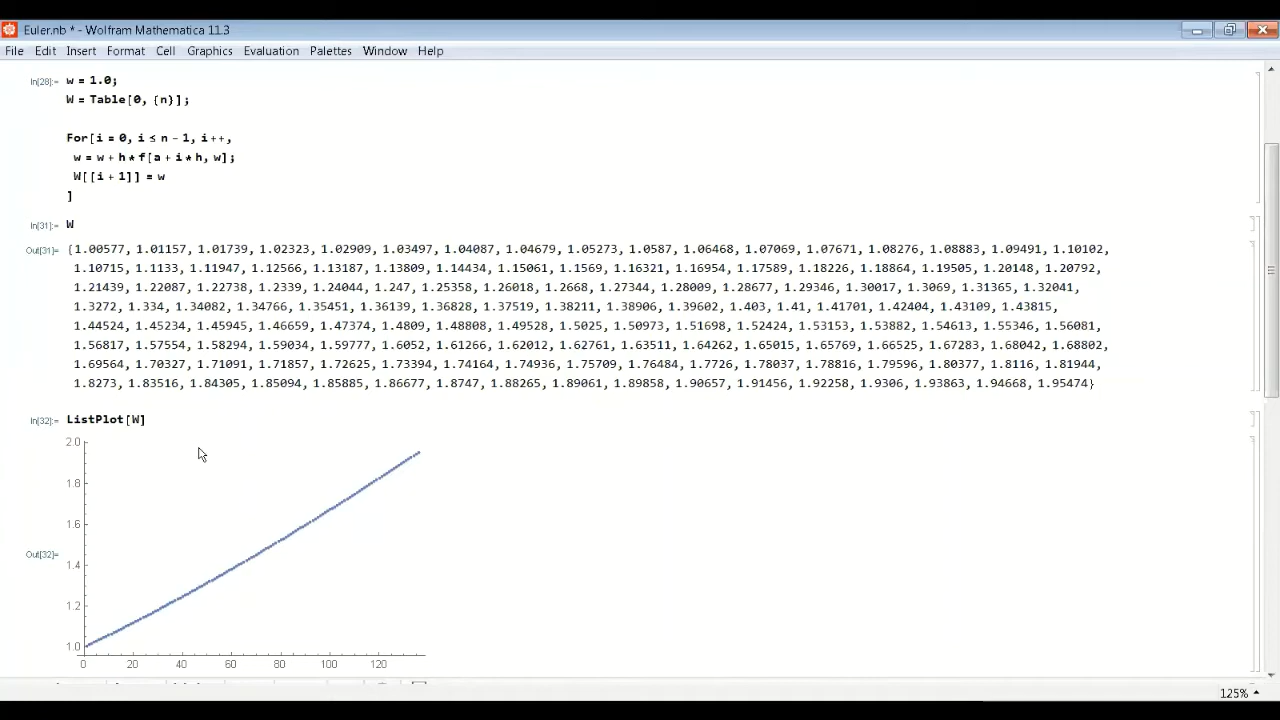 Euler.nb * - Wolfram Mathematica 11.3
File Edit Insert Format Cell Graphics Evaluation Palettes Window Help
In[28]:= w = 1.0;
W = Table[0, {n}];
For[i = 0, i ≤ n - 1, i++,
w = w + h * f[a + i * h, w];
W[[i + 1]] = w
]
In[31]:= W
Out[31]= {1.00577, 1.01157, 1.01739, 1.02323, 1.02909, 1.03497, 1.04087, 1.04679, 1.05273, 1.0587, 1.06468, 1.07069, 1.07671, 1.08276, 1.08883, 1.09491, 1.10102,
1.10715, 1.1133, 1.11947, 1.12566, 1.13187, 1.13809, 1.14434, 1.15061, 1.1569, 1.16321, 1.16954, 1.17589, 1.18226, 1.18864, 1.19505, 1.20148, 1.20792,
1.21439, 1.22087, 1.22738, 1.2339, 1.24044, 1.247, 1.25358, 1.26018, 1.2668, 1.27344, 1.28009, 1.28677, 1.29346, 1.30017, 1.3069, 1.31365, 1.32041,
1.3272, 1.334, 1.34082, 1.34766, 1.35451, 1.36139, 1.36828, 1.37519, 1.38211, 1.38906, 1.39602, 1.403, 1.41, 1.41701, 1.42404, 1.43109, 1.43815,
1.44524, 1.45234, 1.45945, 1.46659, 1.47374, 1.4809, 1.48808, 1.49528, 1.5025, 1.50973, 1.51698, 1.52424, 1.53153, 1.53882, 1.54613, 1.55346, 1.56081,
1.56817, 1.57554, 1.58294, 1.59034, 1.59777, 1.6052, 1.61266, 1.62012, 1.62761, 1.63511, 1.64262, 1.65015, 1.65769, 1.66525, 1.67283, 1.68042, 1.68802,
1.69564, 1.70327, 1.71091, 1.71857, 1.72625, 1.73394, 1.74164, 1.74936, 1.75709, 1.76484, 1.7726, 1.78037, 1.78816, 1.79596, 1.80377, 1.8116, 1.81944,
1.8273, 1.83516, 1.84305, 1.85094, 1.85885, 1.86677, 1.8747, 1.88265, 1.89061, 1.89858, 1.90657, 1.91456, 1.92258, 1.9306, 1.93863, 1.94668, 1.95474}
In[32]:= ListPlot[W]
2.0
1.8
1.6
Out[32]=
1.4
1.2
1.0
0 20 40 60 80 100 120
125%